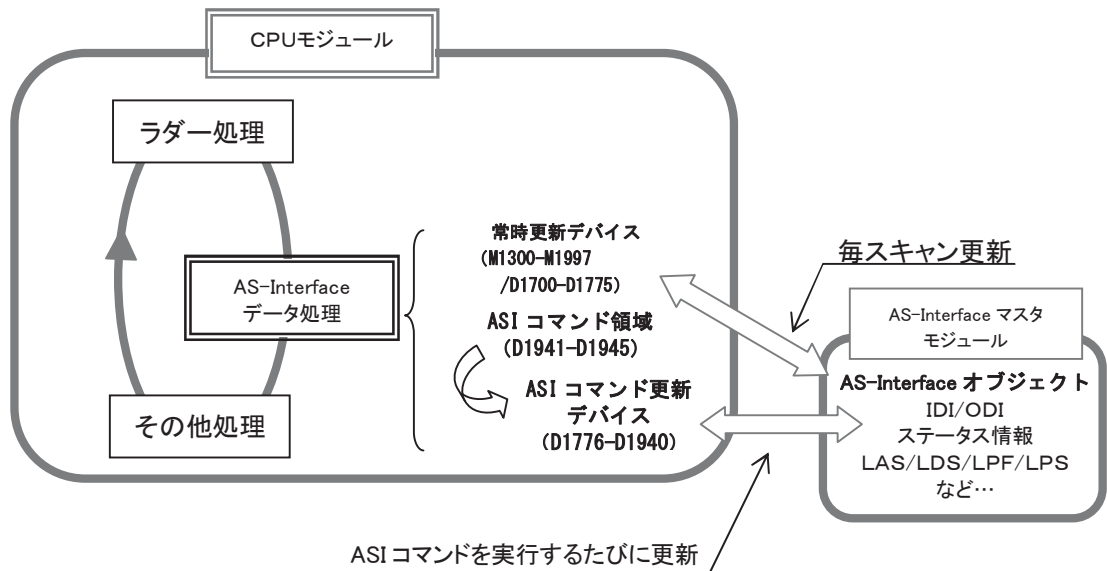 CPUモジュール
ラダー処理
AS-Interface
データ処理
その他処理
常時更新デバイス
(M1300-M1997
/D1700-D1775)
ASI コマンド領域
(D1941-D1945)
ASI コマンド更新
デバイス
(D1776-D1940)
毎スキャン更新
AS-Interface マスタ
モジュール
AS-Interface オブジェクト
IDI/ODI
ステータス情報
LAS/LDS/LPF/LPS
など…
ASIコマンドを実行するたびに更新